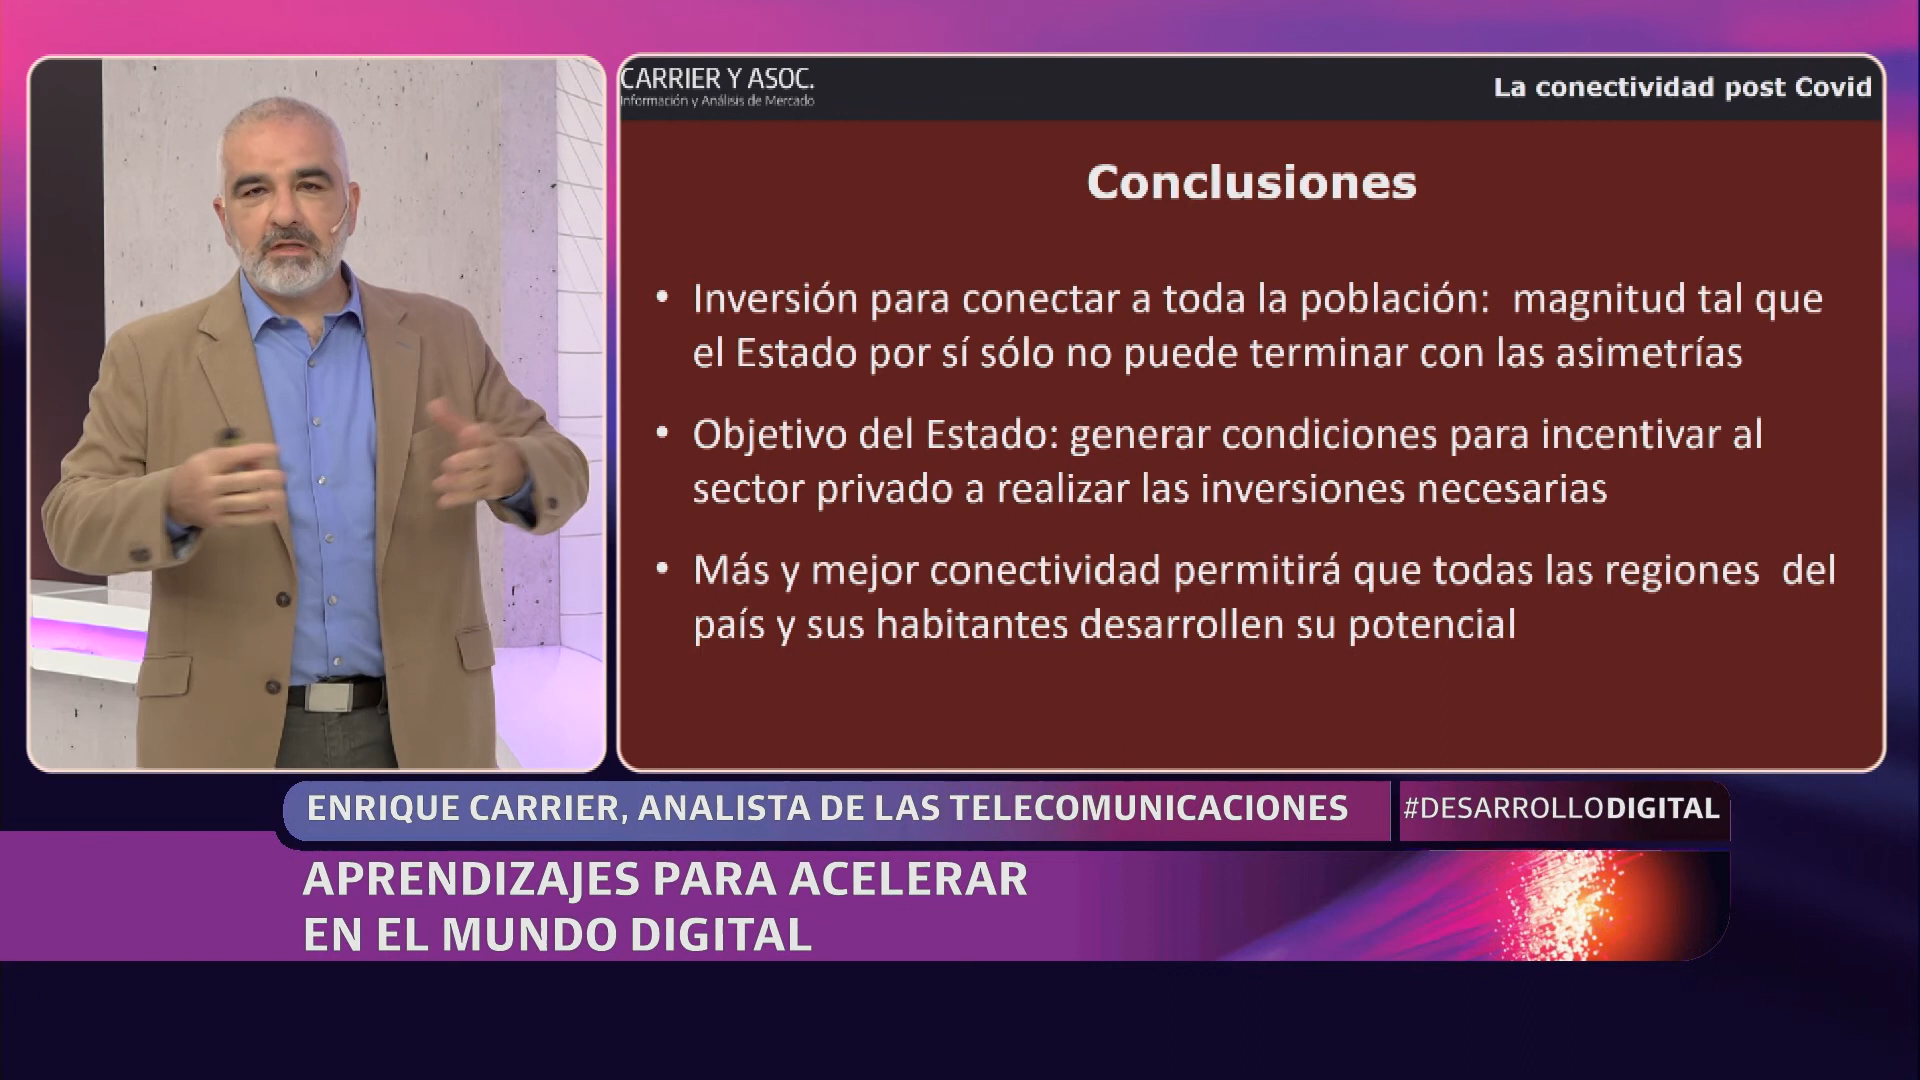 CARRIER Y ASOC.
Información y Análisis de Mercado
La conectividad post Covid
Conclusiones
• Inversión para conectar a toda la población: magnitud tal que
el Estado por sí sólo no puede terminar con las asimetrías
• Objetivo del Estado: generar condiciones para incentivar al
sector privado a realizar las inversiones necesarias
• Más y mejor conectividad permitirá que todas las regiones del
país y sus habitantes desarrollen su potencial
ENRIQUE CARRIER, ANALISTA DE LAS TELECOMUNICACIONES
#DESARROLLODIGITAL
APRENDIZAJES PARA ACELERAR
EN EL MUNDO DIGITAL